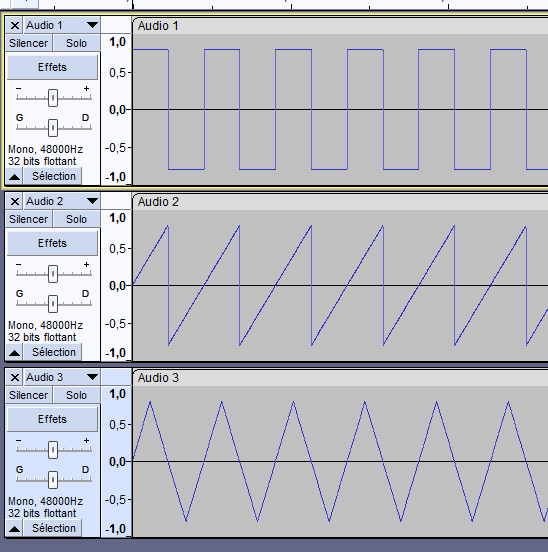 × Audio 1 ▼ Audio 1
Silencer Solo 1,0
Effets
0,5
- +
0,0
G D
-0,5
Mono, 48000Hz
32 bits flottant
Sélection -1,0
× Audio 2 ▼ Audio 2
Silencer Solo 1,0
Effets
0,5
- +
0,0
G D
-0,5
Mono, 48000Hz
32 bits flottant
Sélection -1,0
× Audio 3 ▼ Audio 3
Silencer Solo 1,0
Effets
0,5
- +
0,0
G D
-0,5
Mono, 48000Hz
32 bits flottant
Sélection -1,0